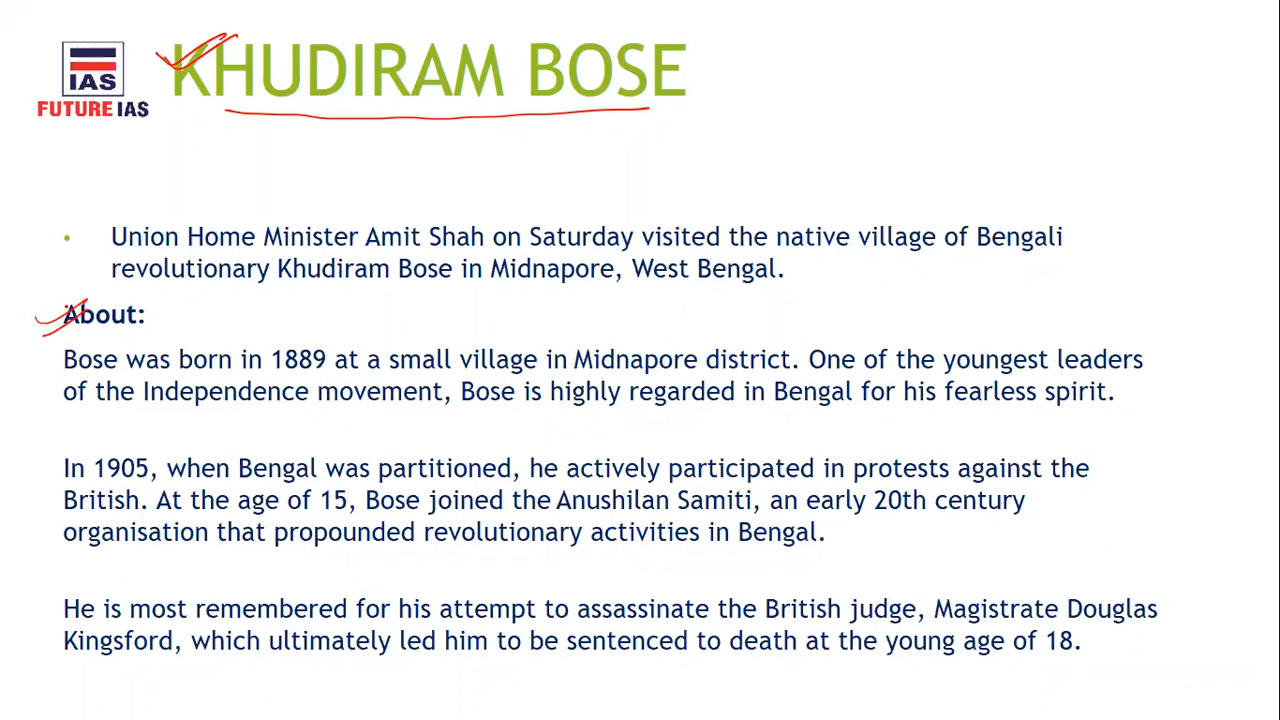 IAS
FUTURE IAS
KHUDIRAM BOSE
• Union Home Minister Amit Shah on Saturday visited the native village of Bengali
revolutionary Khudiram Bose in Midnapore, West Bengal.
About:
Bose was born in 1889 at a small village in Midnapore district. One of the youngest leaders
of the Independence movement, Bose is highly regarded in Bengal for his fearless spirit.
In 1905, when Bengal was partitioned, he actively participated in protests against the
British. At the age of 15, Bose joined the Anushilan Samiti, an early 20th century
organisation that propounded revolutionary activities in Bengal.
He is most remembered for his attempt to assassinate the British judge, Magistrate Douglas
Kingsford, which ultimately led him to be sentenced to death at the young age of 18.